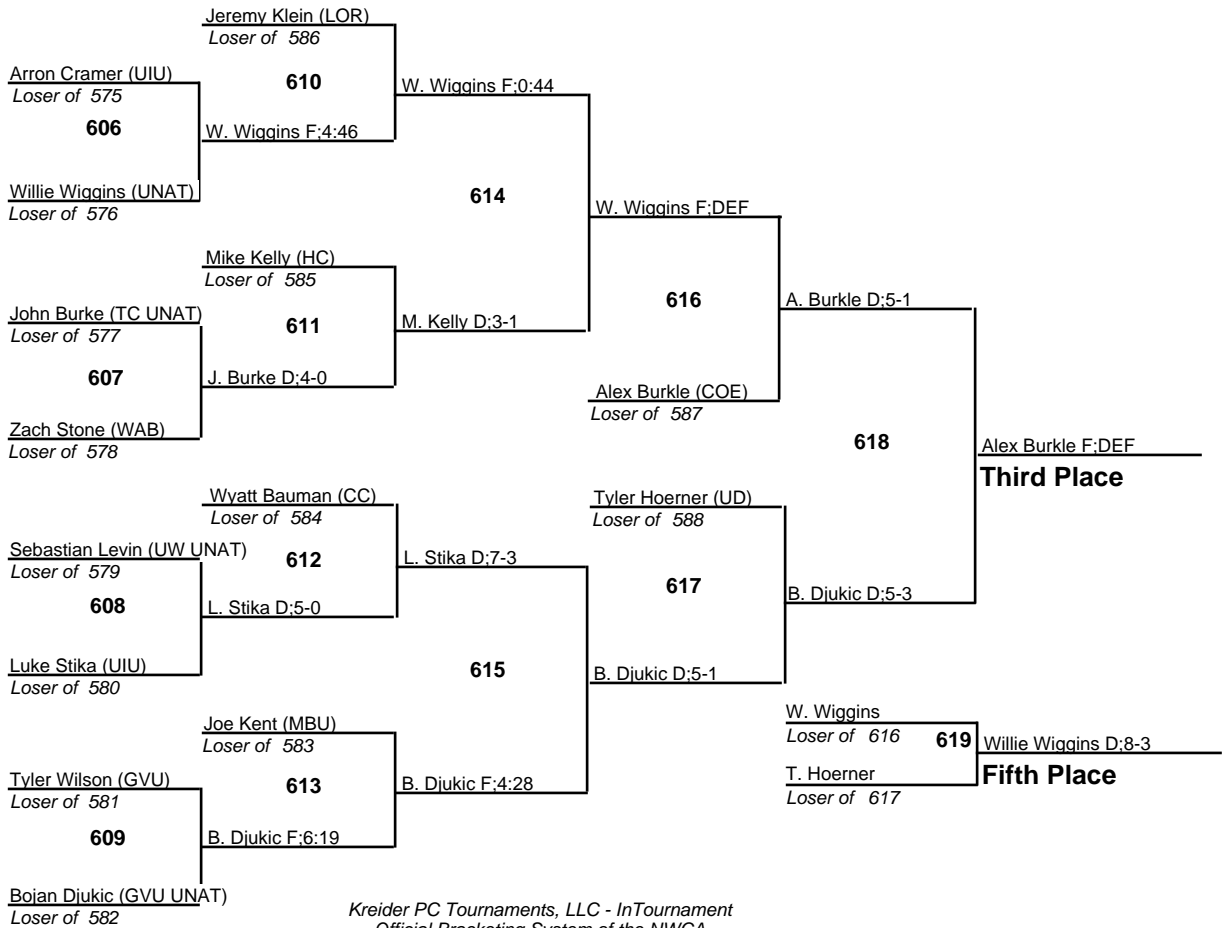 Jeremy Klein (LOR)
Loser of 586
Arron Cramer (UIU)
Loser of 575
610
W. Wiggins F;0:44
606
W. Wiggins F;4:46
Willie Wiggins (UNAT)
Loser of 576
614
W. Wiggins F;DEF
Mike Kelly (HC)
Loser of 585
616
A. Burkle D;5-1
John Burke (TC UNAT)
Loser of 577
611
M. Kelly D;3-1
607
J. Burke D;4-0
Alex Burkle (COE)
Loser of 587
Zach Stone (WAB)
Loser of 578
618
Alex Burkle F;DEF
Third Place
Wyatt Bauman (CC)
Loser of 584
Tyler Hoerner (UD)
Loser of 588
Sebastian Levin (UW UNAT)
Loser of 579
612
L. Stika D;7-3
617
B. Djukic D;5-3
608
L. Stika D;5-0
Luke Stika (UIU)
Loser of 580
615
B. Djukic D;5-1
Joe Kent (MBU)
Loser of 583
W. Wiggins
Loser of 616
619
Willie Wiggins D;8-3
Fifth Place
T. Hoerner
Loser of 617
Tyler Wilson (GVU)
Loser of 581
613
B. Djukic F;4:28
609
B. Djukic F;6:19
Bojan Djukic (GVU UNAT)
Loser of 582
Kreider PC Tournaments, LLC - InTournament
Official Bracketing System of the NWCA